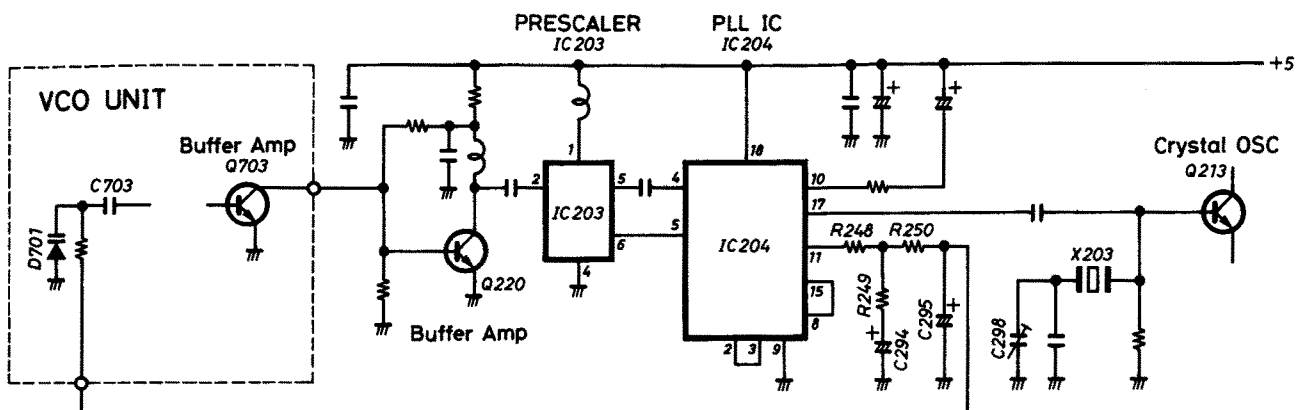 PRESCALER
IC203
PLL IC
IC204
+5
VCO UNIT
Buffer Amp
Q703
C703
D701
Crystal OSC
Q213
1
18
2
5
4
10
17
IC203
6
5
4
IC204
11
R248
R250
15
8
R249
C294
C295
X203
C298
2
3
9
Q220
Buffer Amp